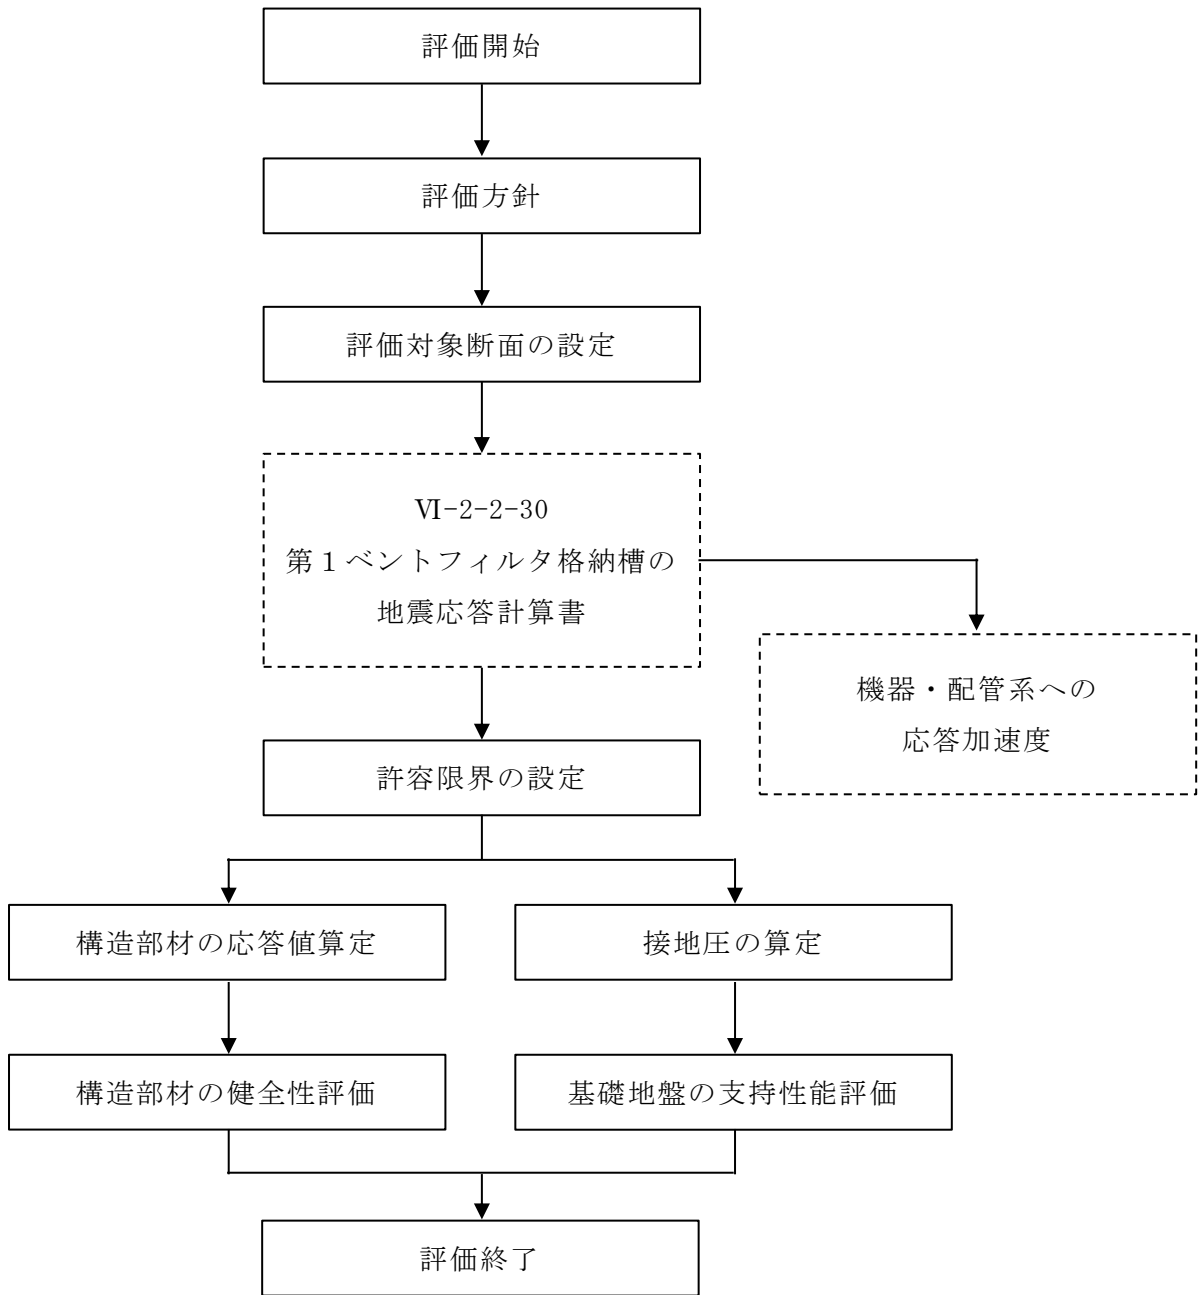 評価開始
評価方針
評価対象断面の設定
Ⅵ-2-2-30
第１ベントフィルタ格納槽の
地震応答計算書
機器・配管系への
応答加速度
許容限界の設定
構造部材の応答値算定
接地圧の算定
構造部材の健全性評価
基礎地盤の支持性能評価
評価終了